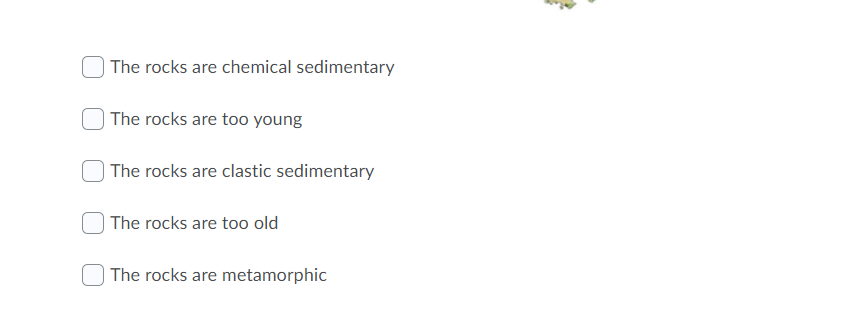 The rocks are chemical sedimentary
The rocks are too young
The rocks are clastic sedimentary
The rocks are too old
The rocks are metamorphic